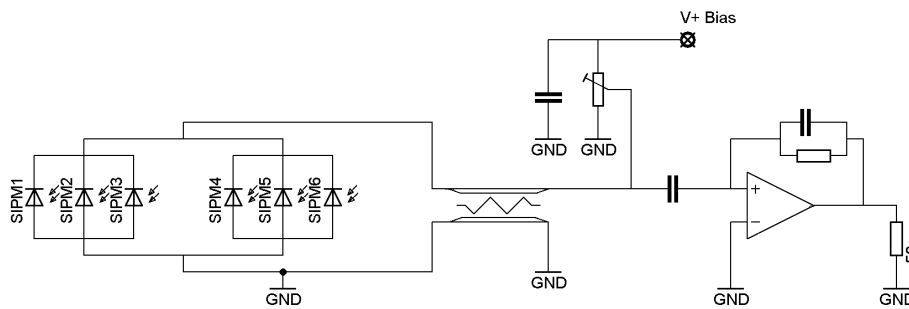 V+ Bias
GND
GND
SIPM1
SIPM2
SIPM3
SIPM4
SIPM5
SIPM6
+
−
GND
GND
GND
GND